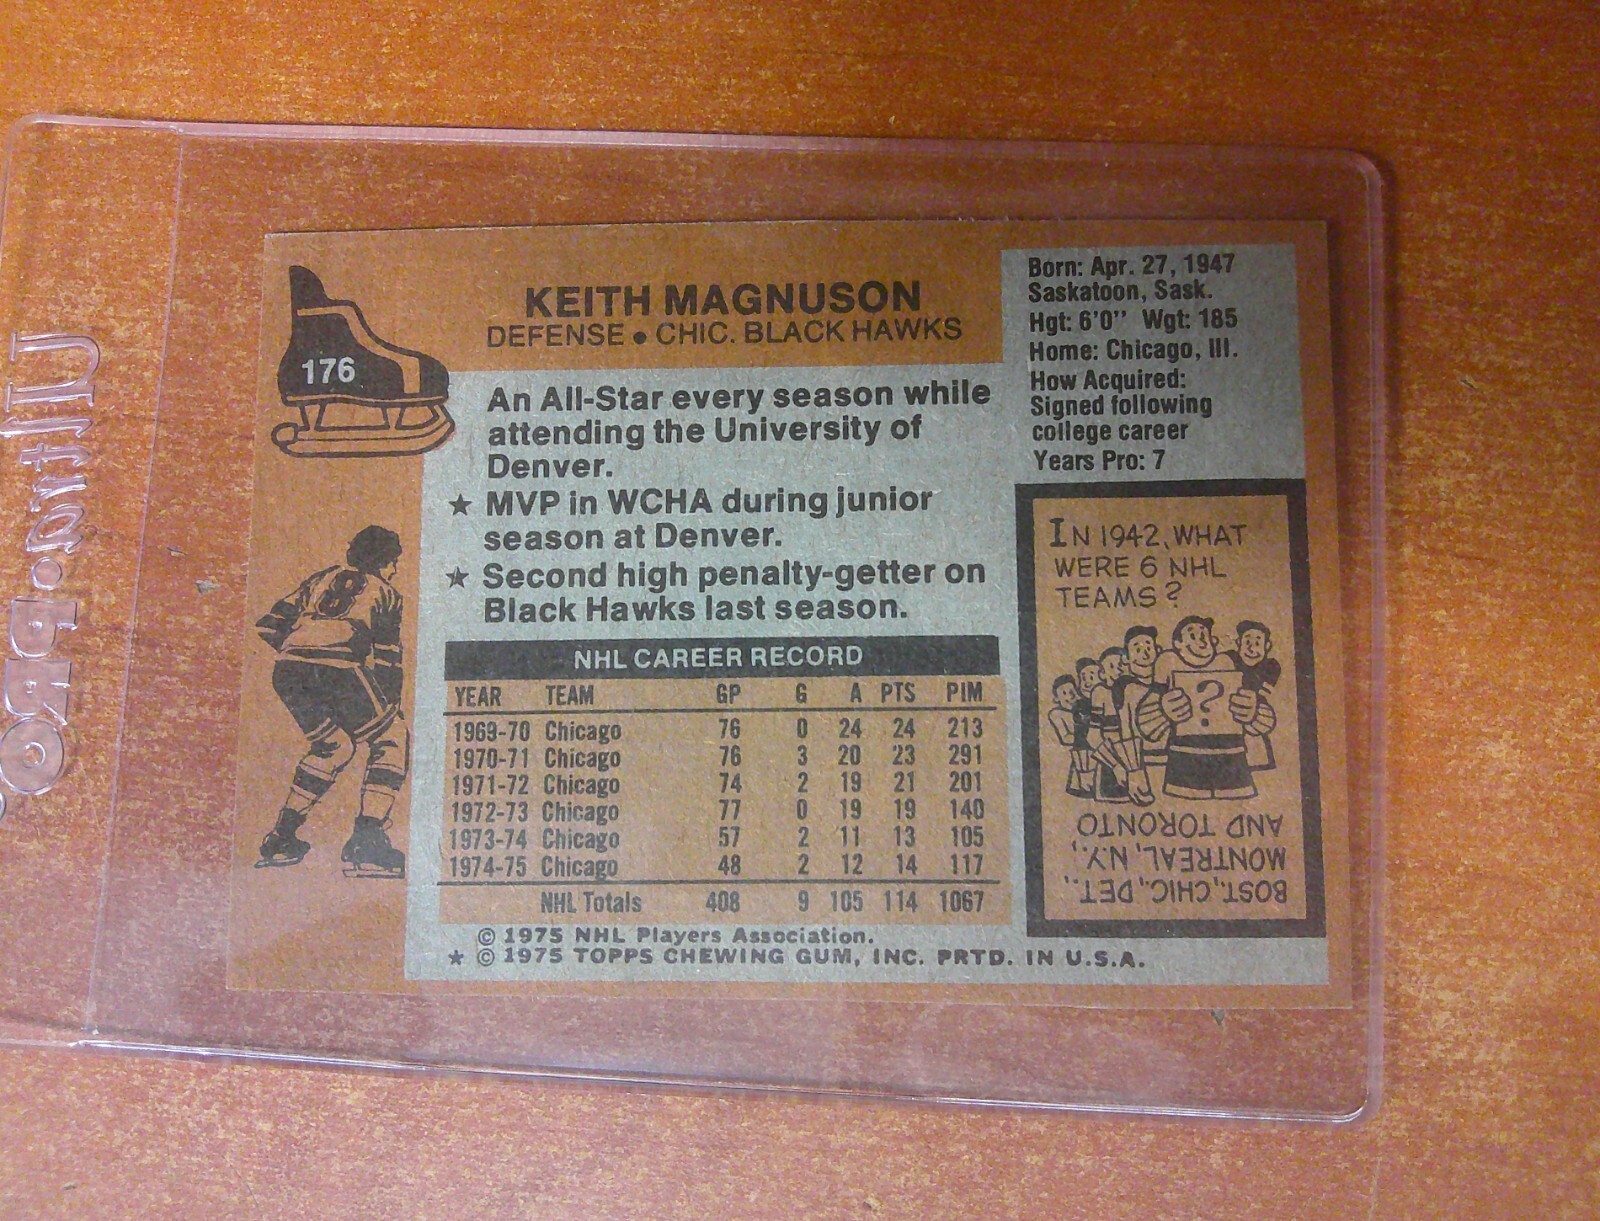 ultra·PRO
176
8
KEITH MAGNUSON
DEFENSE ● CHIC. BLACK HAWKS
An All-Star every season while
attending the University of
Denver.
★ MVP in WCHA during junior
season at Denver.
★ Second high penalty-getter on
Black Hawks last season.
NHL CAREER RECORD
YEAR TEAM GP G A PTS PIM
1969-70 Chicago 76 0 24 24 213
1970-71 Chicago 76 3 20 23 291
1971-72 Chicago 74 2 19 21 201
1972-73 Chicago 77 0 19 19 140
1973-74 Chicago 57 2 11 13 105
1974-75 Chicago 48 2 12 14 117
NHL Totals 408 9 105 114 1067
© 1975 NHL Players Association.
★ © 1975 TOPPS CHEWING GUM, INC. PRTD. IN U.S.A.
Born: Apr. 27, 1947
Saskatoon, Sask.
Hgt: 6'0" Wgt: 185
Home: Chicago, Ill.
How Acquired:
Signed following
college career
Years Pro: 7
IN 1942, WHAT
WERE 6 NHL
TEAMS?
?
BOST., CHIC., DET.,
MONTREAL, N.Y.,
AND TORONTO